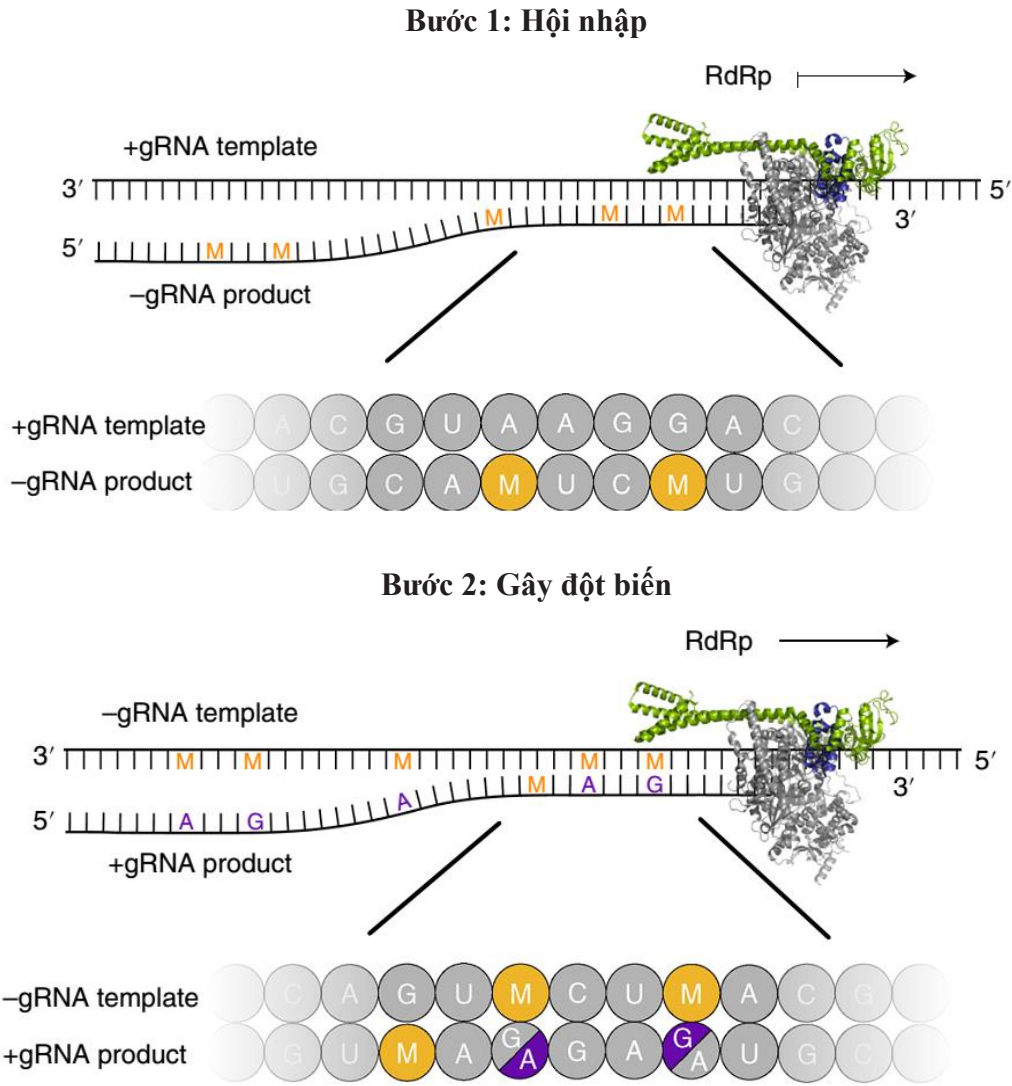 Bước 1: Hội nhập
RdRp
+gRNA template
3′ 5′
M M M 3′
5′ M M
–gRNA product
+gRNA template A C G U A A G G A C
–gRNA product U G C A M U C M U G
Bước 2: Gây đột biến
RdRp
–gRNA template
3′ M M M M M 5′
A M A G 3′
5′ A G
+gRNA product
–gRNA template C A G U M C U M A C G
+gRNA product G U M A G A G A G A U G C